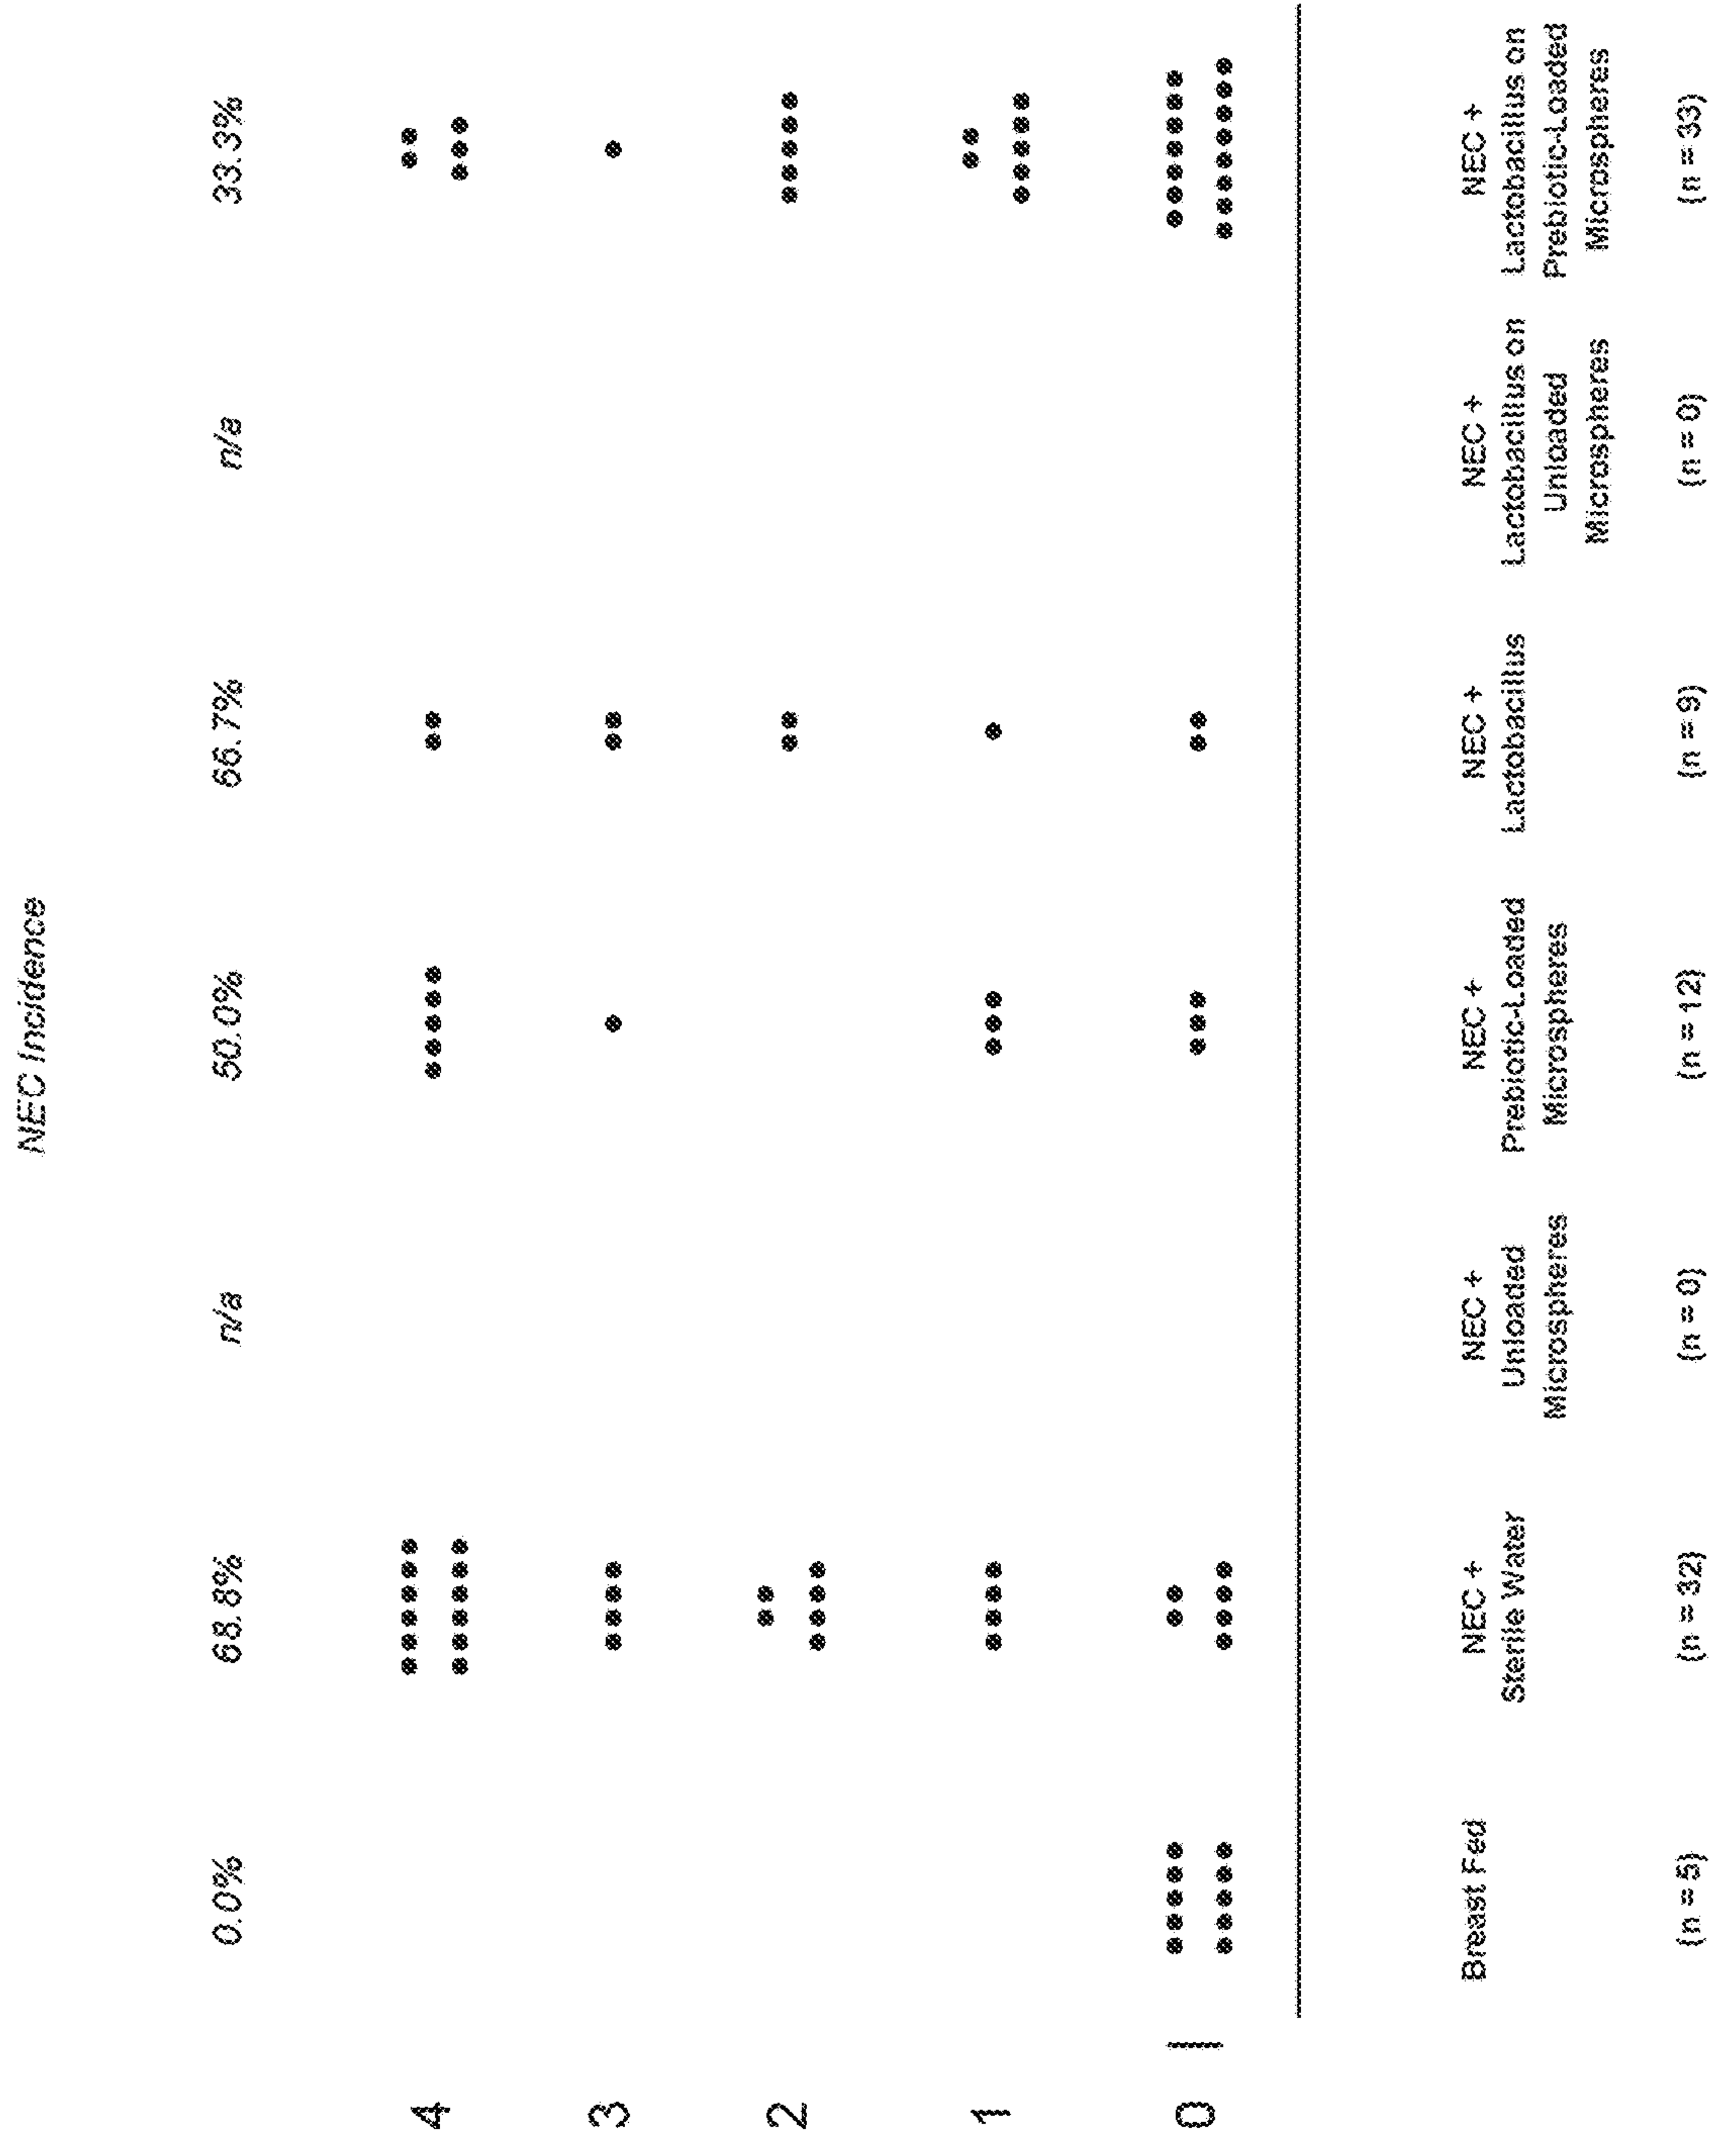 NEC Incidence
0.0%
68.8%
n/a
50.0%
66.7%
n/a
33.3%
4
3
2
1
0
Breast Fed
(n = 5)
NEC +
Sterile Water
(n = 32)
NEC +
Unloaded
Microspheres
(n = 0)
NEC +
Prebiotic-Loaded
Microspheres
(n = 12)
NEC +
Lactobacillus
(n = 9)
NEC +
Lactobacillus on
Unloaded
Microspheres
(n = 0)
NEC +
Lactobacillus on
Prebiotic-Loaded
Microspheres
(n = 33)